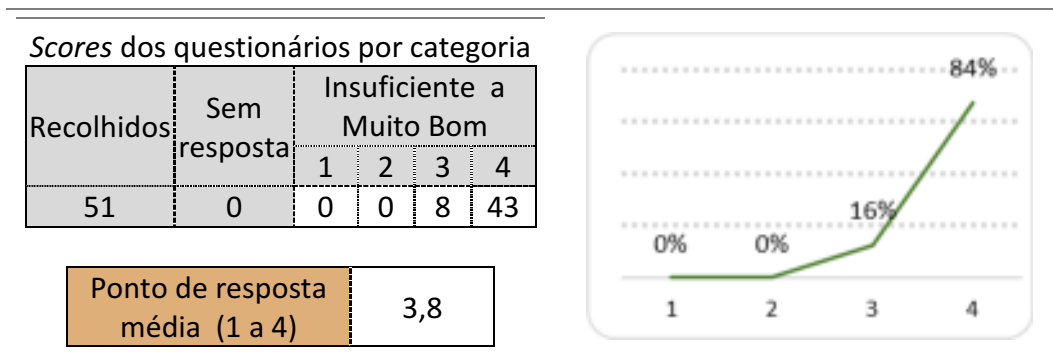 Scores dos questionários por categoria
Recolhidos
Sem
resposta
Insuficiente a
Muito Bom
1 2 3 4
51 0 0 0 8 43
Ponto de resposta
média (1 a 4)
3,8
84%
16%
0% 0%
1 2 3 4